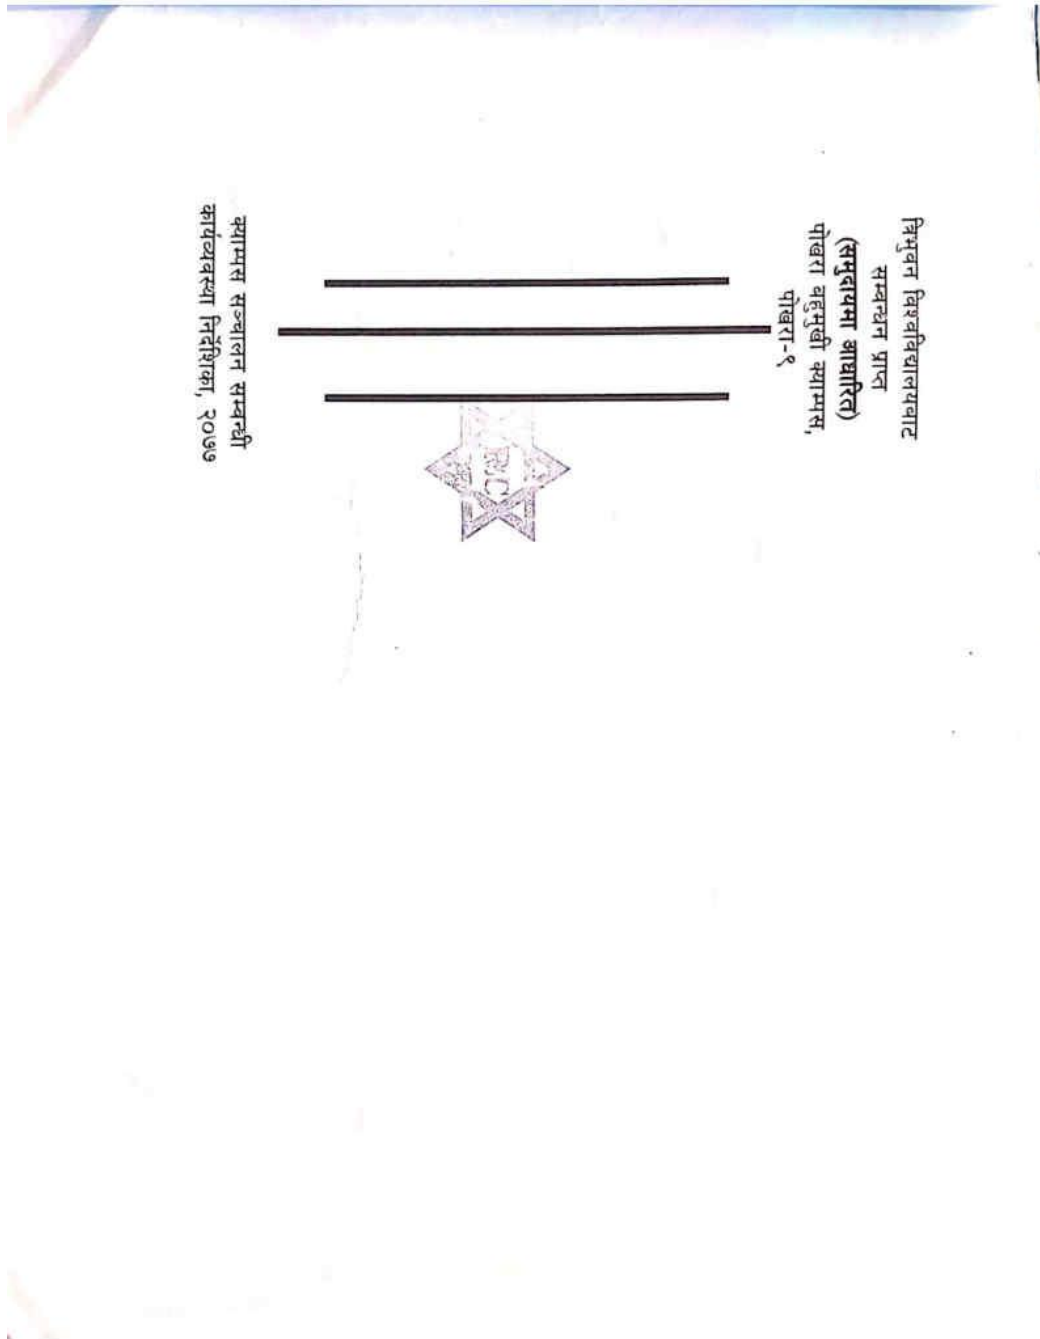 त्रिभुवन विश्वविद्यालयबाट
सम्बन्धन प्राप्त
(समुदायमा आधारित)
पोखरा बहुमुखी क्याम्पस,
पोखरा-९
RIC
क्याम्पस सञ्चालन सम्बन्धी
कार्यव्यवस्था निर्देशिका, २०७७